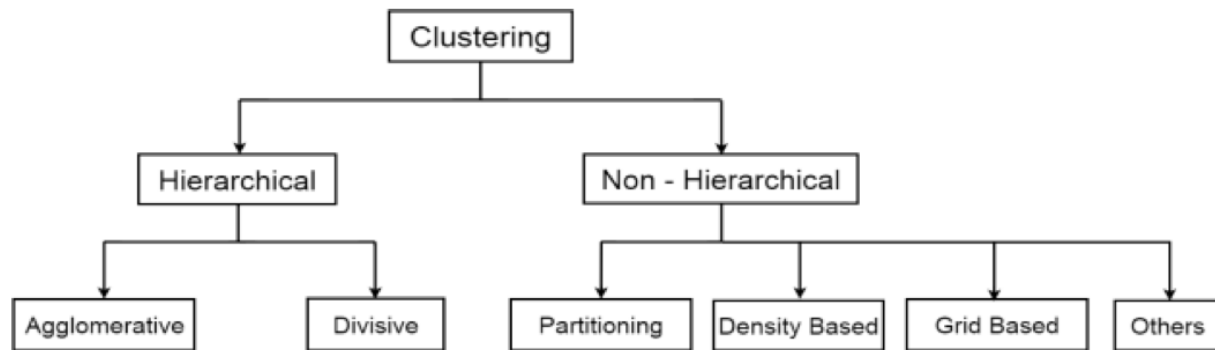 Clustering
Hierarchical
Non - Hierarchical
Agglomerative
Divisive
Partitioning
Density Based
Grid Based
Others